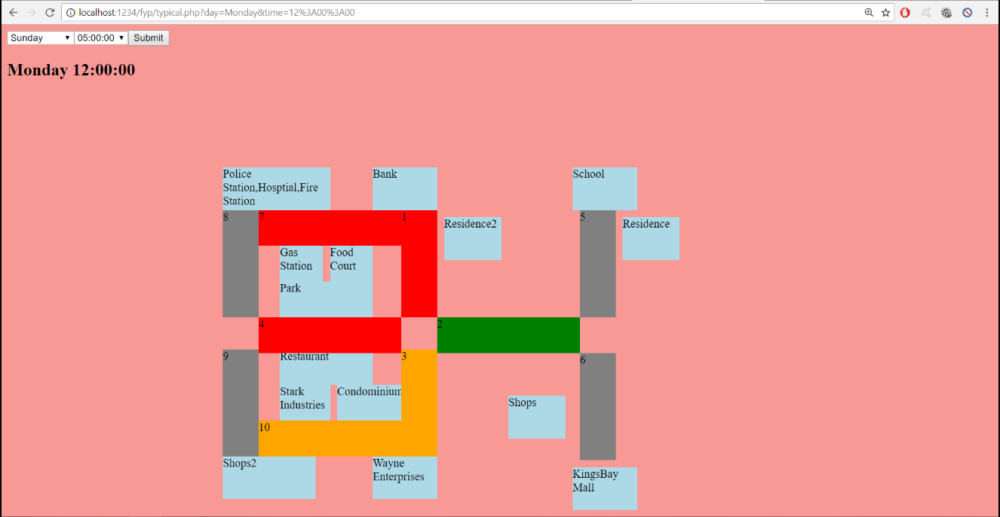 localhost:1234/fyp/typical.php?day=Monday&time=12%3A00%3A00
Sunday 05:00:00 Submit
Monday 12:00:00
Police
Station,Hosptial,Fire
Station
Bank
School
8
7
1
Residence2
5
Residence
Gas
Station
Food
Court
Park
4
2
9
Restaurant
3
6
Stark
Industries
Condominium
Shops
10
Shops2
Wayne
Enterprises
KingsBay
Mall